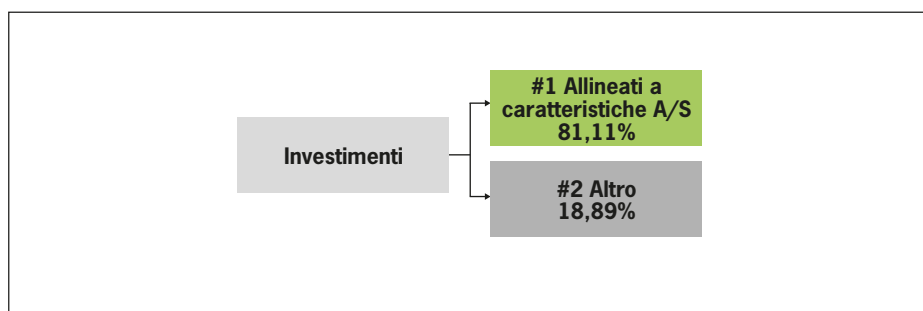 #1 Allineati a
caratteristiche A/S
81,11%
Investimenti
#2 Altro
18,89%